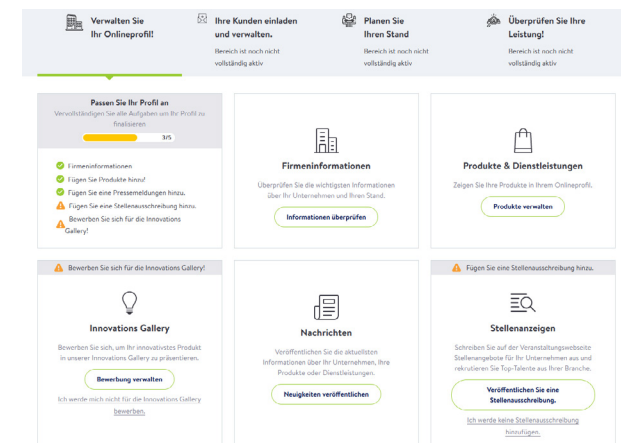 Verwalten Sie
Ihr Onlineprofil!
Ihre Kunden einladen
und verwalten.
Bereich ist noch nicht
vollständig aktiv
Planen Sie
Ihren Stand
Bereich ist noch nicht
vollständig aktiv
Überprüfen Sie Ihre
Leistung!
Bereich ist noch nicht
vollständig aktiv
Passen Sie Ihr Profil an
Vervollständigen Sie alle Aufgaben um Ihr Profil zu
finalisieren
3/5
Firmeninformationen
Fügen Sie Produkte hinzu!
Fügen Sie eine Pressemeldungen hinzu.
Fügen Sie eine Stellenausschreibung hinzu.
Bewerben Sie sich für die Innovations
Gallery!
Firmeninformationen
Überprüfen Sie die wichtigsten Informationen
über Ihr Unternehmen und Ihren Stand.
Informationen überprüfen
Produkte & Dienstleistungen
Zeigen Sie Ihre Produkte in Ihrem Onlineprofil.
Produkte verwalten
Bewerben Sie sich für die Innovations Gallery!
Innovations Gallery
Bewerben Sie sich, um Ihr innovativstes Produkt
in unserer Innovations Gallery zu präsentieren.
Bewerbung verwalten
Ich werde mich nicht für die Innovations Gallery
bewerben.
Nachrichten
Veröffentlichen Sie die aktuellsten
Informationen über Ihr Unternehmen, Ihre
Produkte oder Dienstleistungen.
Neuigkeiten veröffentlichen
Fügen Sie eine Stellenausschreibung hinzu.
Stellenanzeigen
Schreiben Sie auf der Veranstaltungswebseite
Stellenangebote für Ihr Unternehmen aus und
rekrutieren Sie Top-Talente aus Ihrer Branche.
Veröffentlichen Sie eine
Stellenausschreibung.
Ich werde keine Stellenausschreibung
hinzufügen.